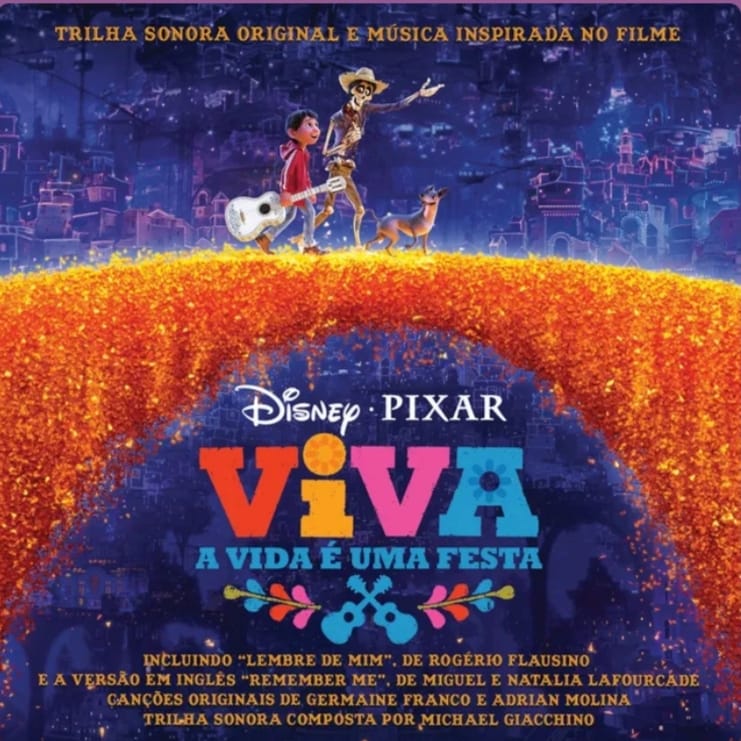 TRILHA SONORA ORIGINAL E MÚSICA INSPIRADA NO FILME
DISNEY · PIXAR
VIVA
A VIDA É UMA FESTA
INCLUINDO “LEMBRE DE MIM”, DE ROGÉRIO FLAUSINO
E A VERSÃO EM INGLÊS “REMEMBER ME”, DE MIGUEL E NATALIA LAFOURCADE
CANÇÕES ORIGINAIS DE GERMAINE FRANCO E ADRIAN MOLINA
TRILHA SONORA COMPOSTA POR MICHAEL GIACCHINO